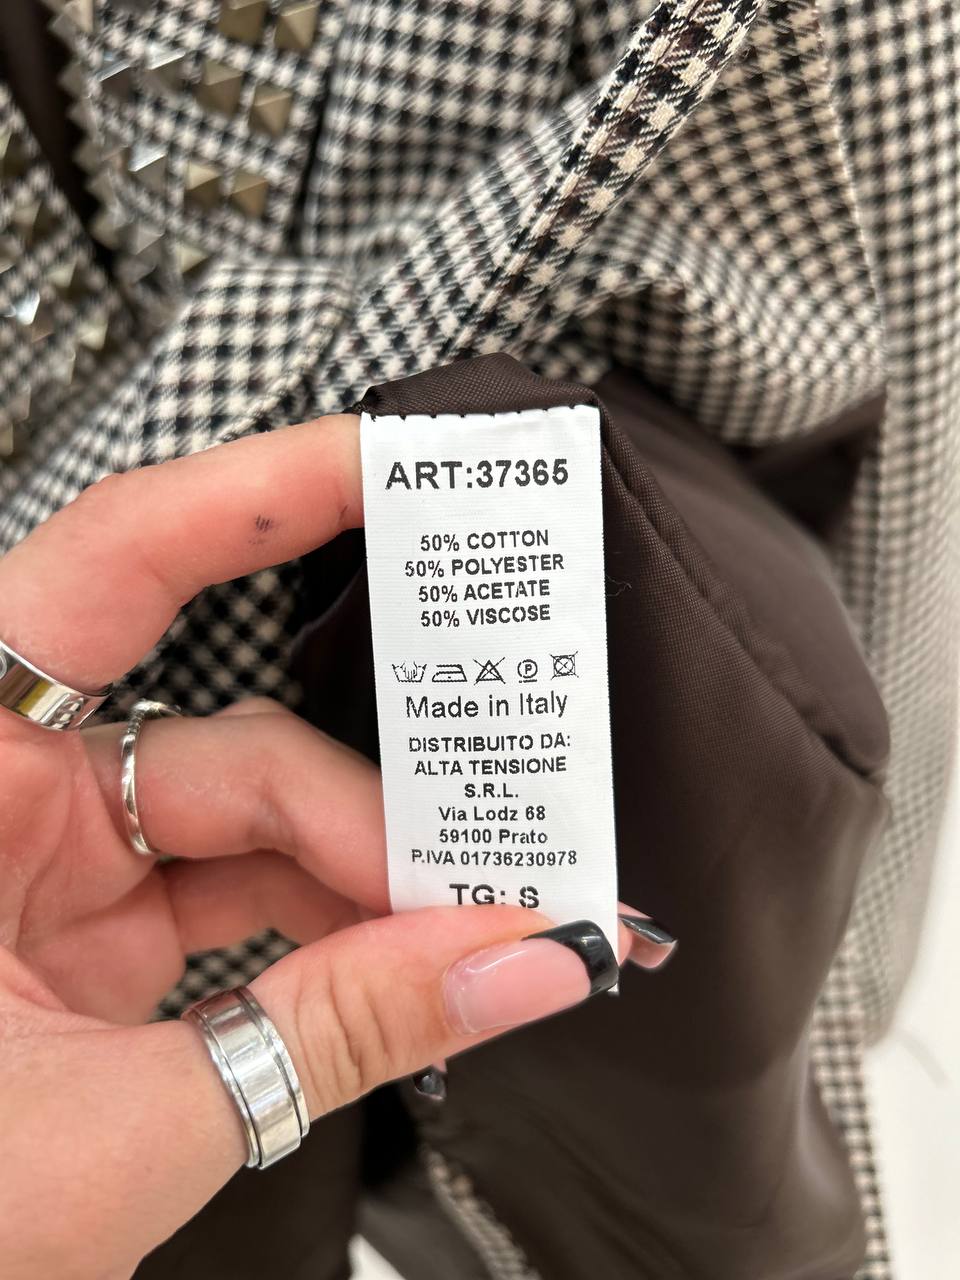 ART:37365
50% COTTON
50% POLYESTER
50% ACETATE
50% VISCOSE
P
Made in Italy
DISTRIBUITO DA:
ALTA TENSIONE
S.R.L.
Via Lodz 68
59100 Prato
P.IVA 01736230978
TG: S